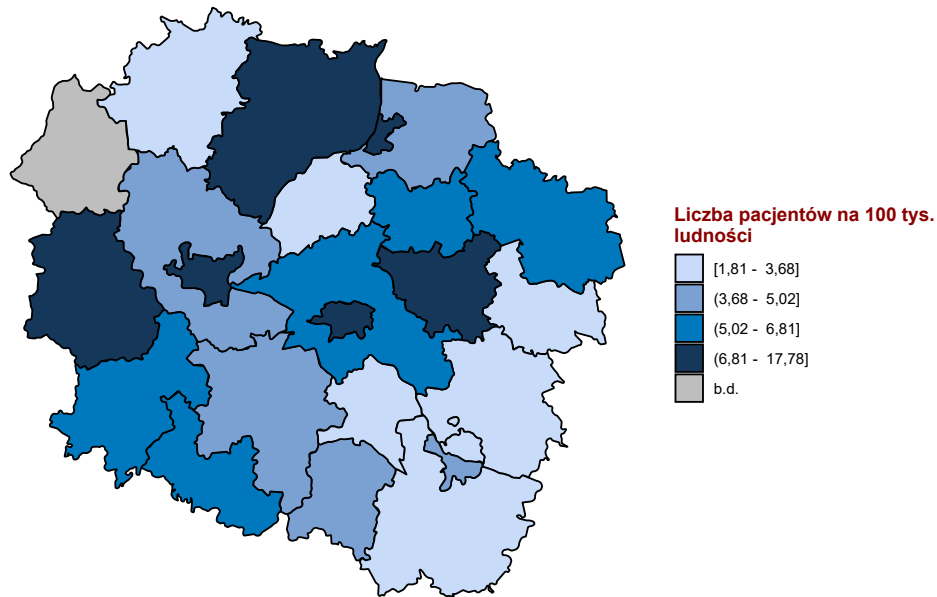 Liczba pacjentów na 100 tys.
ludności
[1,81 - 3,68]
(3,68 - 5,02]
(5,02 - 6,81]
(6,81 - 17,78]
b.d.